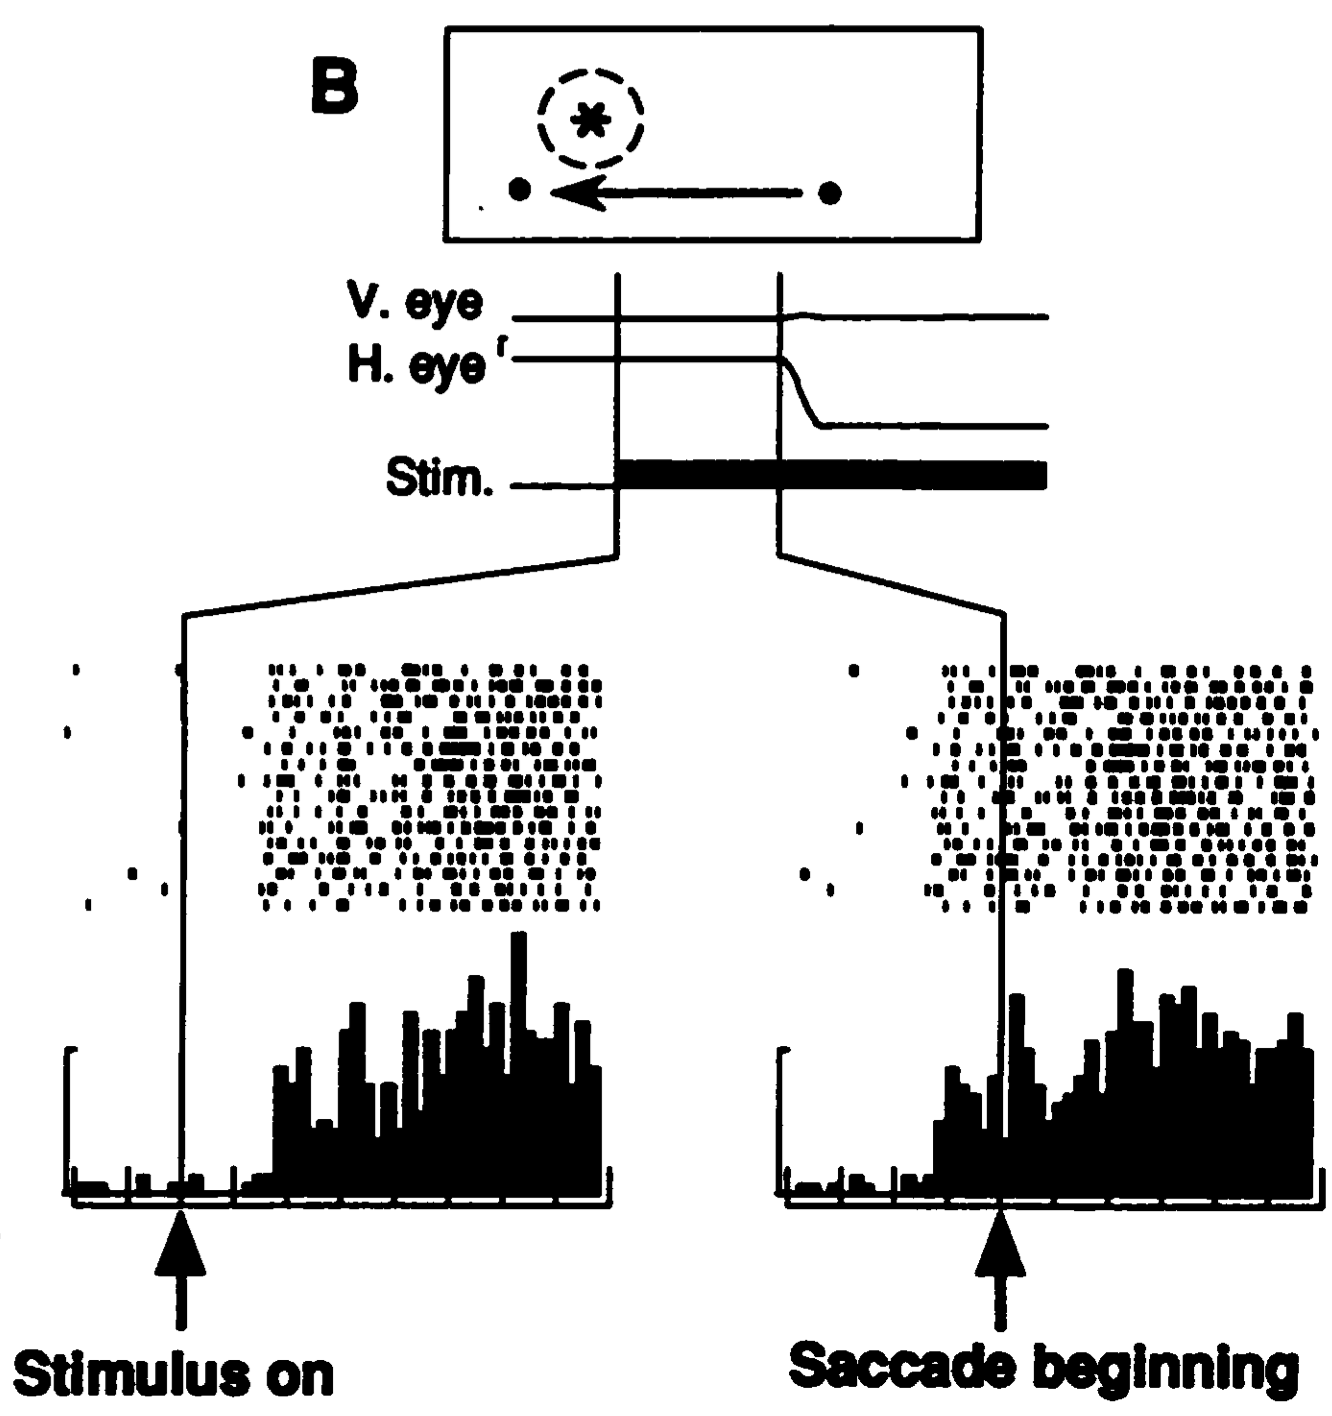 B
V. eye
H. eye r
Stim.
Stimulus on
Saccade beginning